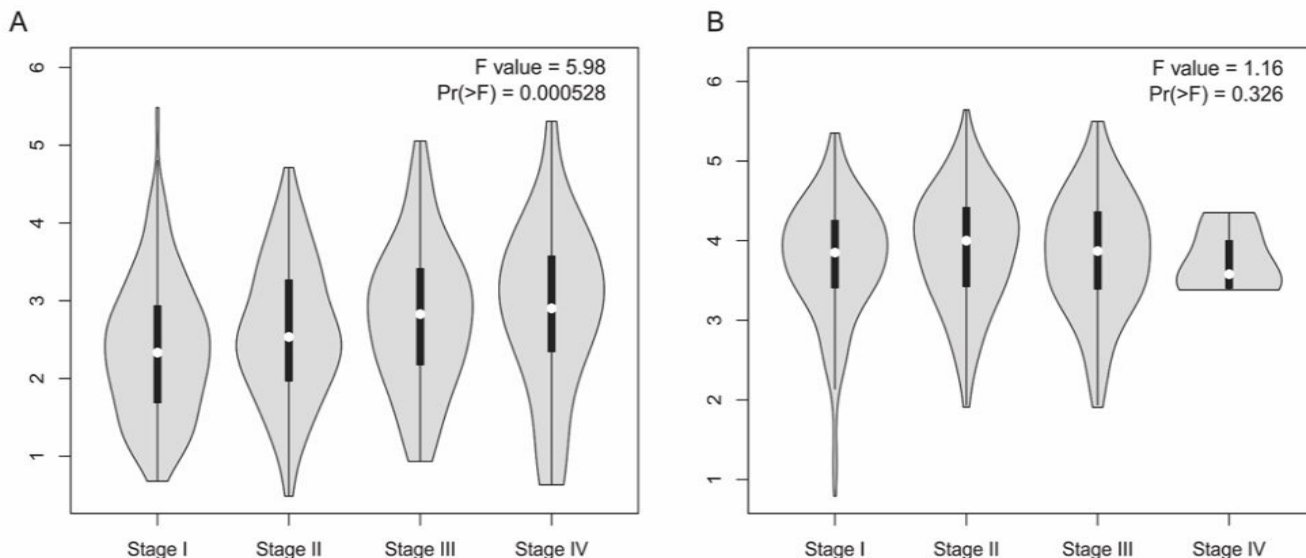 A
F value = 5.98
Pr(>F) = 0.000528
6
5
4
3
2
1
Stage I Stage II Stage III Stage IV
B
F value = 1.16
Pr(>F) = 0.326
6
5
4
3
2
1
Stage I Stage II Stage III Stage IV